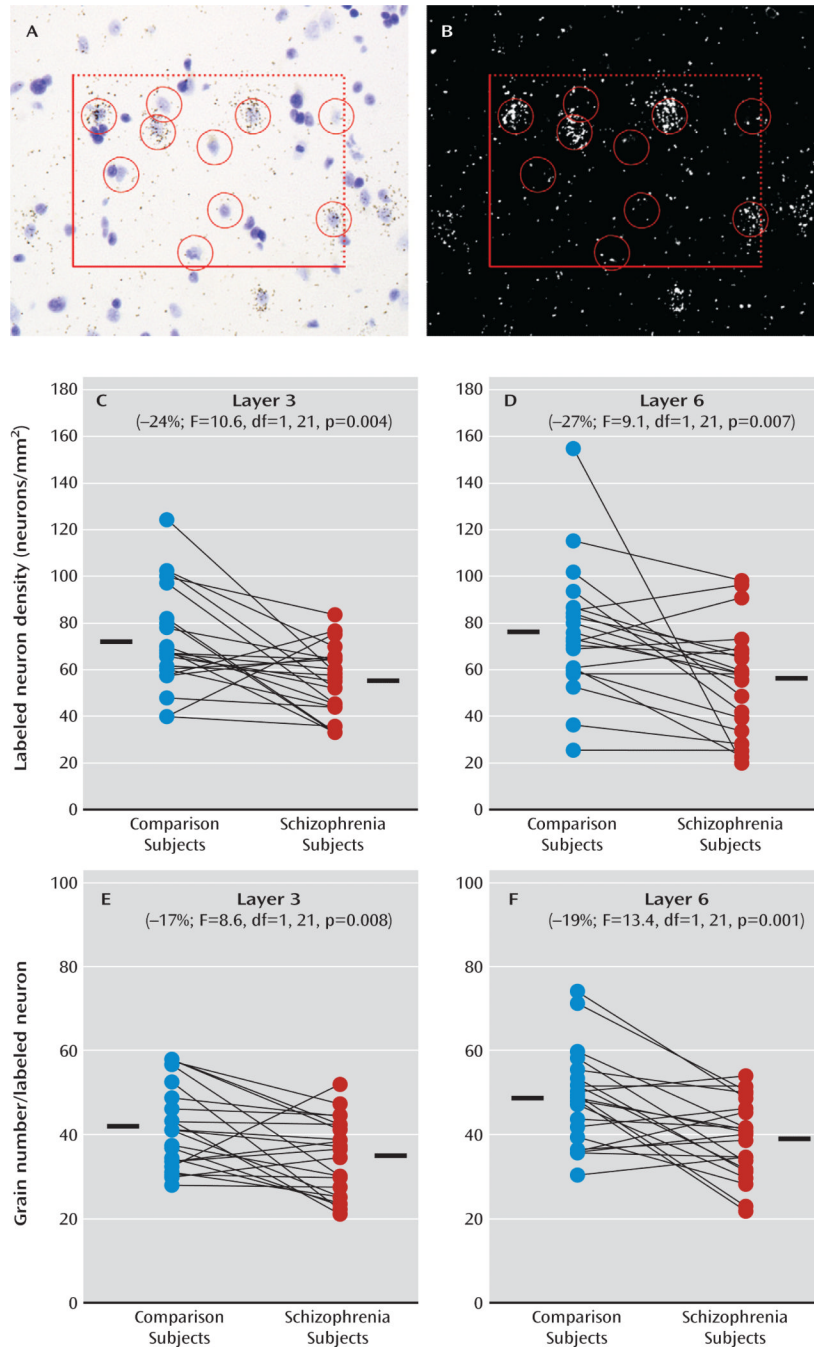 A
B
C
Layer 3
(–24%; F=10.6, df=1, 21, p=0.004)
D
Layer 6
(–27%; F=9.1, df=1, 21, p=0.007)
Labeled neuron density (neurons/mm²)
180
160
140
120
100
80
60
40
20
0
180
160
140
120
100
80
60
40
20
0
Comparison
Subjects
Schizophrenia
Subjects
Comparison
Subjects
Schizophrenia
Subjects
E
Layer 3
(–17%; F=8.6, df=1, 21, p=0.008)
F
Layer 6
(–19%; F=13.4, df=1, 21, p=0.001)
Grain number/labeled neuron
100
80
60
40
20
0
100
80
60
40
20
0
Comparison
Subjects
Schizophrenia
Subjects
Comparison
Subjects
Schizophrenia
Subjects